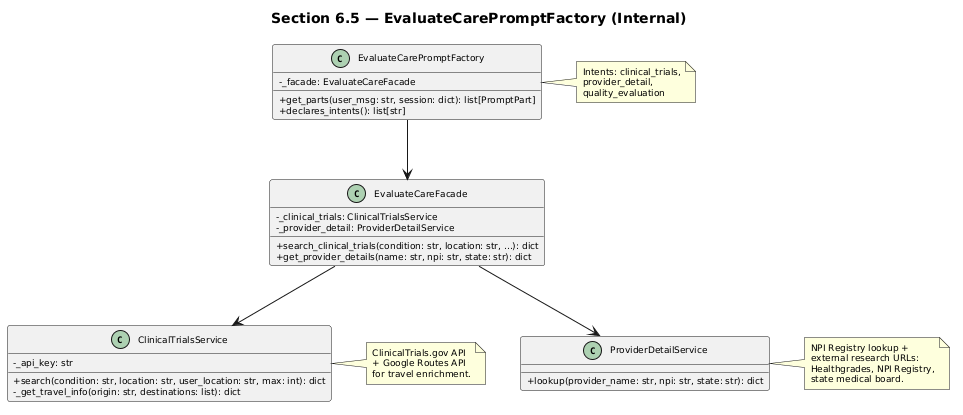 Section 6.5 — EvaluateCarePromptFactory (Internal)
C EvaluateCarePromptFactory
-_facade: EvaluateCareFacade
+get_parts(user_msg: str, session: dict): list[PromptPart]
+declares_intents(): list[str]
Intents: clinical_trials,
provider_detail,
quality_evaluation
C EvaluateCareFacade
-_clinical_trials: ClinicalTrialsService
-_provider_detail: ProviderDetailService
+search_clinical_trials(condition: str, location: str, ...): dict
+get_provider_details(name: str, npi: str, state: str): dict
C ClinicalTrialsService
-_api_key: str
+search(condition: str, location: str, user_location: str, max: int): dict
-_get_travel_info(origin: str, destinations: list): dict
ClinicalTrials.gov API
+ Google Routes API
for travel enrichment.
C ProviderDetailService
+lookup(provider_name: str, npi: str, state: str): dict
NPI Registry lookup +
external research URLs:
Healthgrades, NPI Registry,
state medical board.